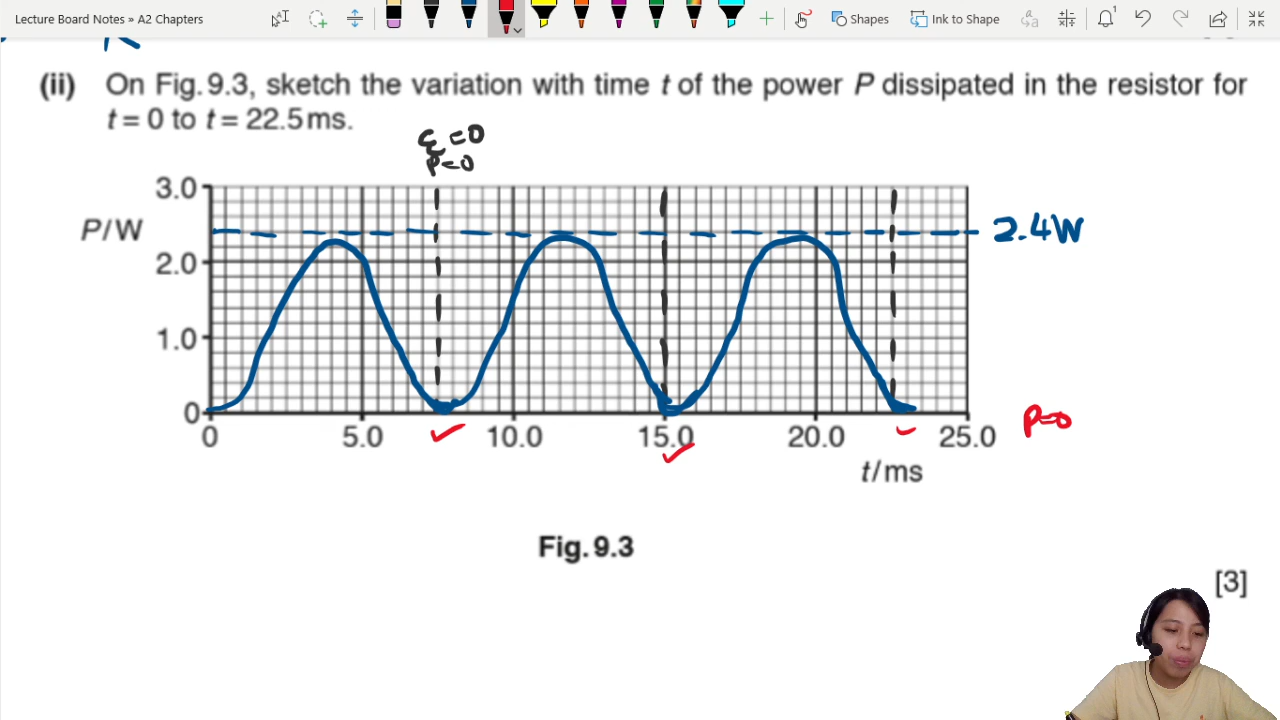 Lecture Board Notes » A2 Chapters
Shapes
Ink to Shape
(ii) On Fig. 9.3, sketch the variation with time t of the power P dissipated in the resistor for
t = 0 to t = 22.5 ms.
ε = 0
P = 0
3.0
P/W
2.4W
2.0
1.0
0
P=0
0 5.0 10.0 15.0 20.0 25.0
t/ms
Fig. 9.3
[3]